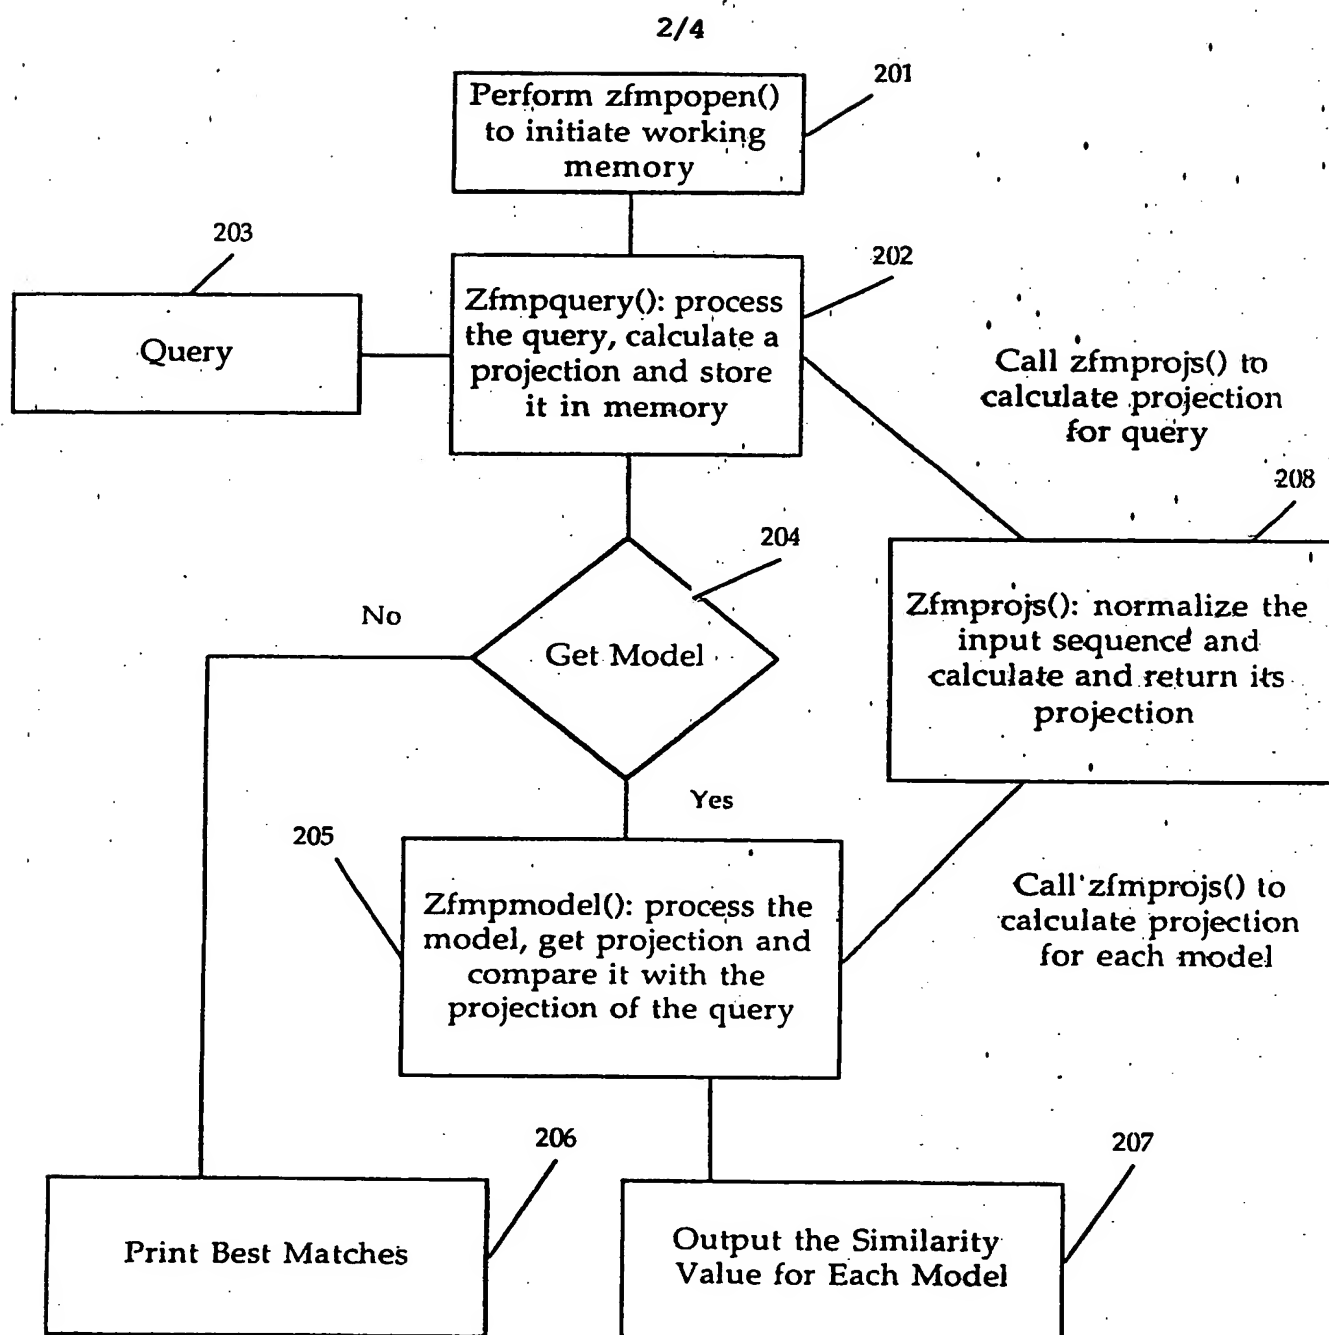 2/4
201
Perform zfmpopen()
to initiate working
memory
203
202
Query
Zfmpquery(): process
the query, calculate a
projection and store
it in memory
Call zfmprojs() to
calculate projection
for query
208
204
No
Get Model
Zfmprojs(): normalize the
input sequence and
calculate and return its
projection
Yes
205
Zfmpmodel(): process the
model, get projection and
compare it with the
projection of the query
Call zfmprojs() to
calculate projection
for each model
206
207
Print Best Matches
Output the Similarity
Value for Each Model